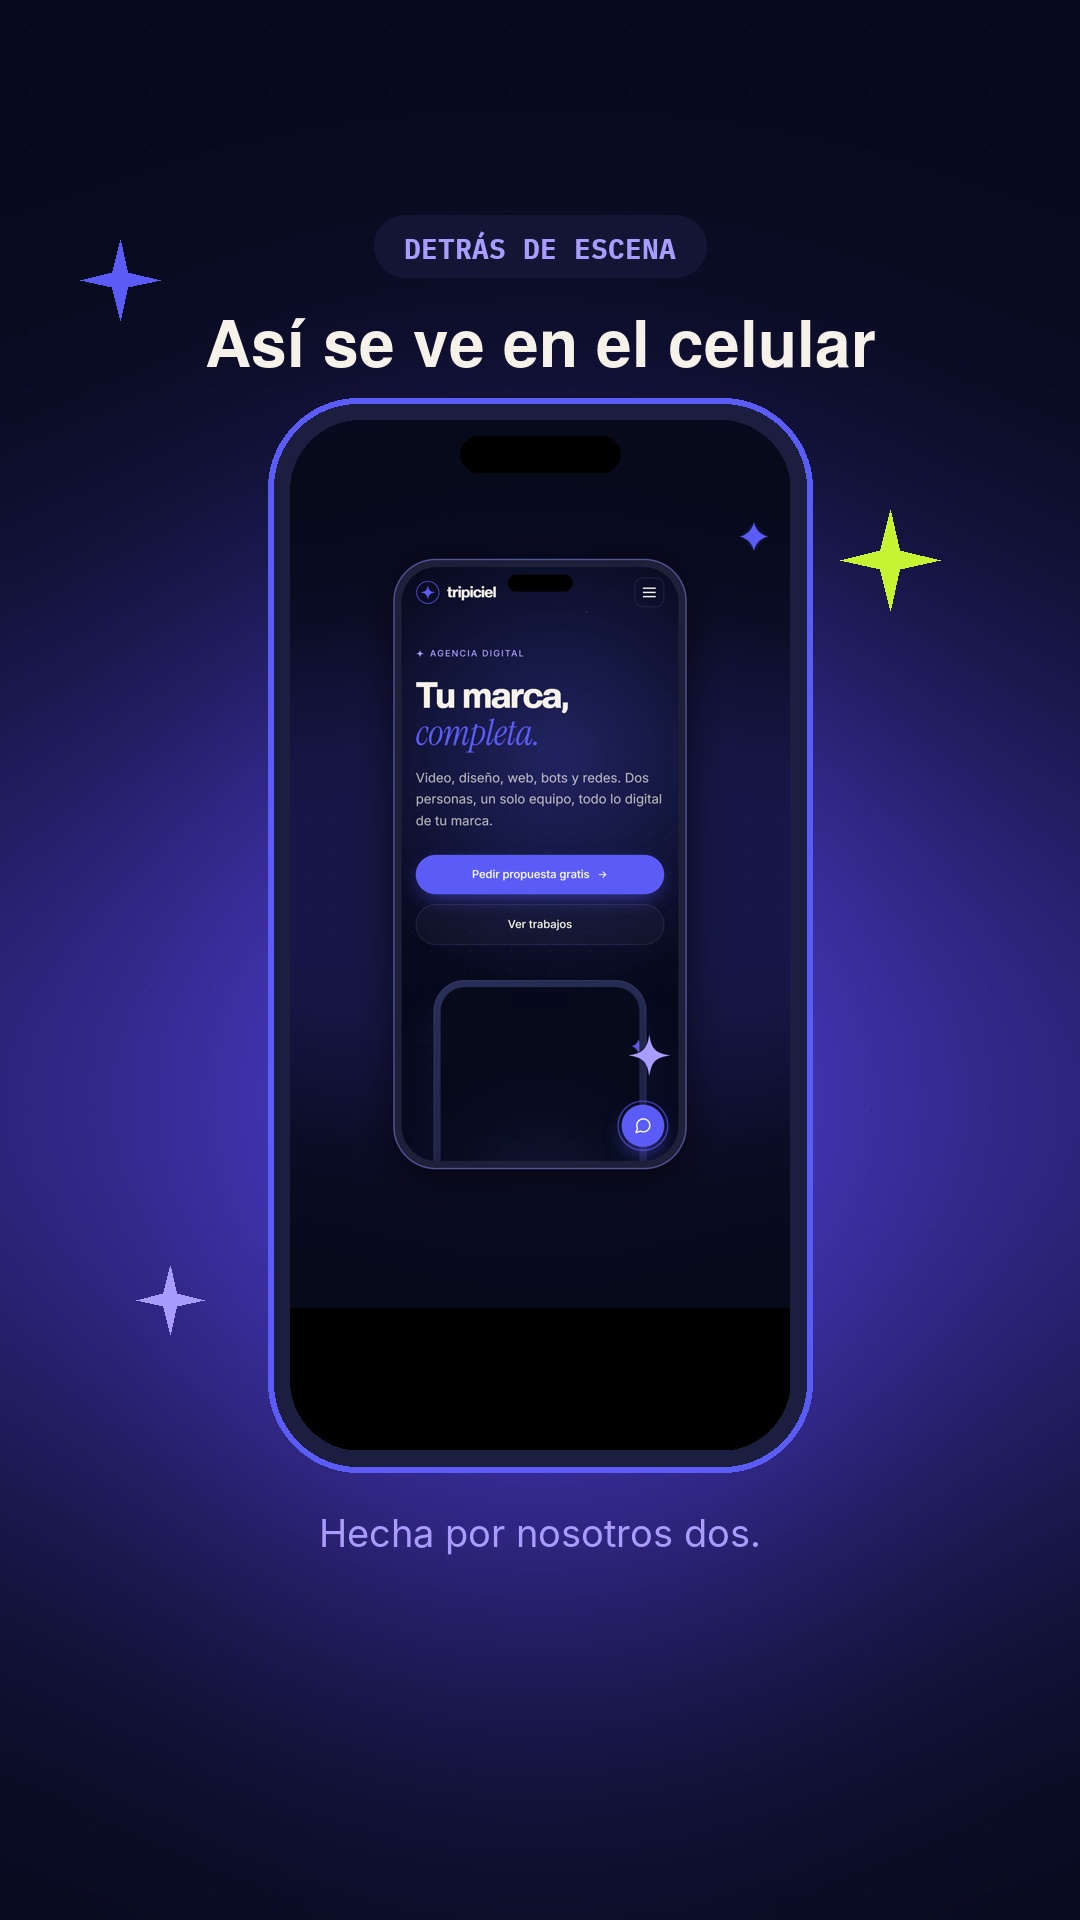 DETRÁS DE ESCENA
Así se ve en el celular
tripiciel
AGENCIA DIGITAL
Tu marca,
completa.
Video, diseño, web, bots y redes. Dos
personas, un solo equipo, todo lo digital
de tu marca.
Pedir propuesta gratis →
Ver trabajos
Hecha por nosotros dos.